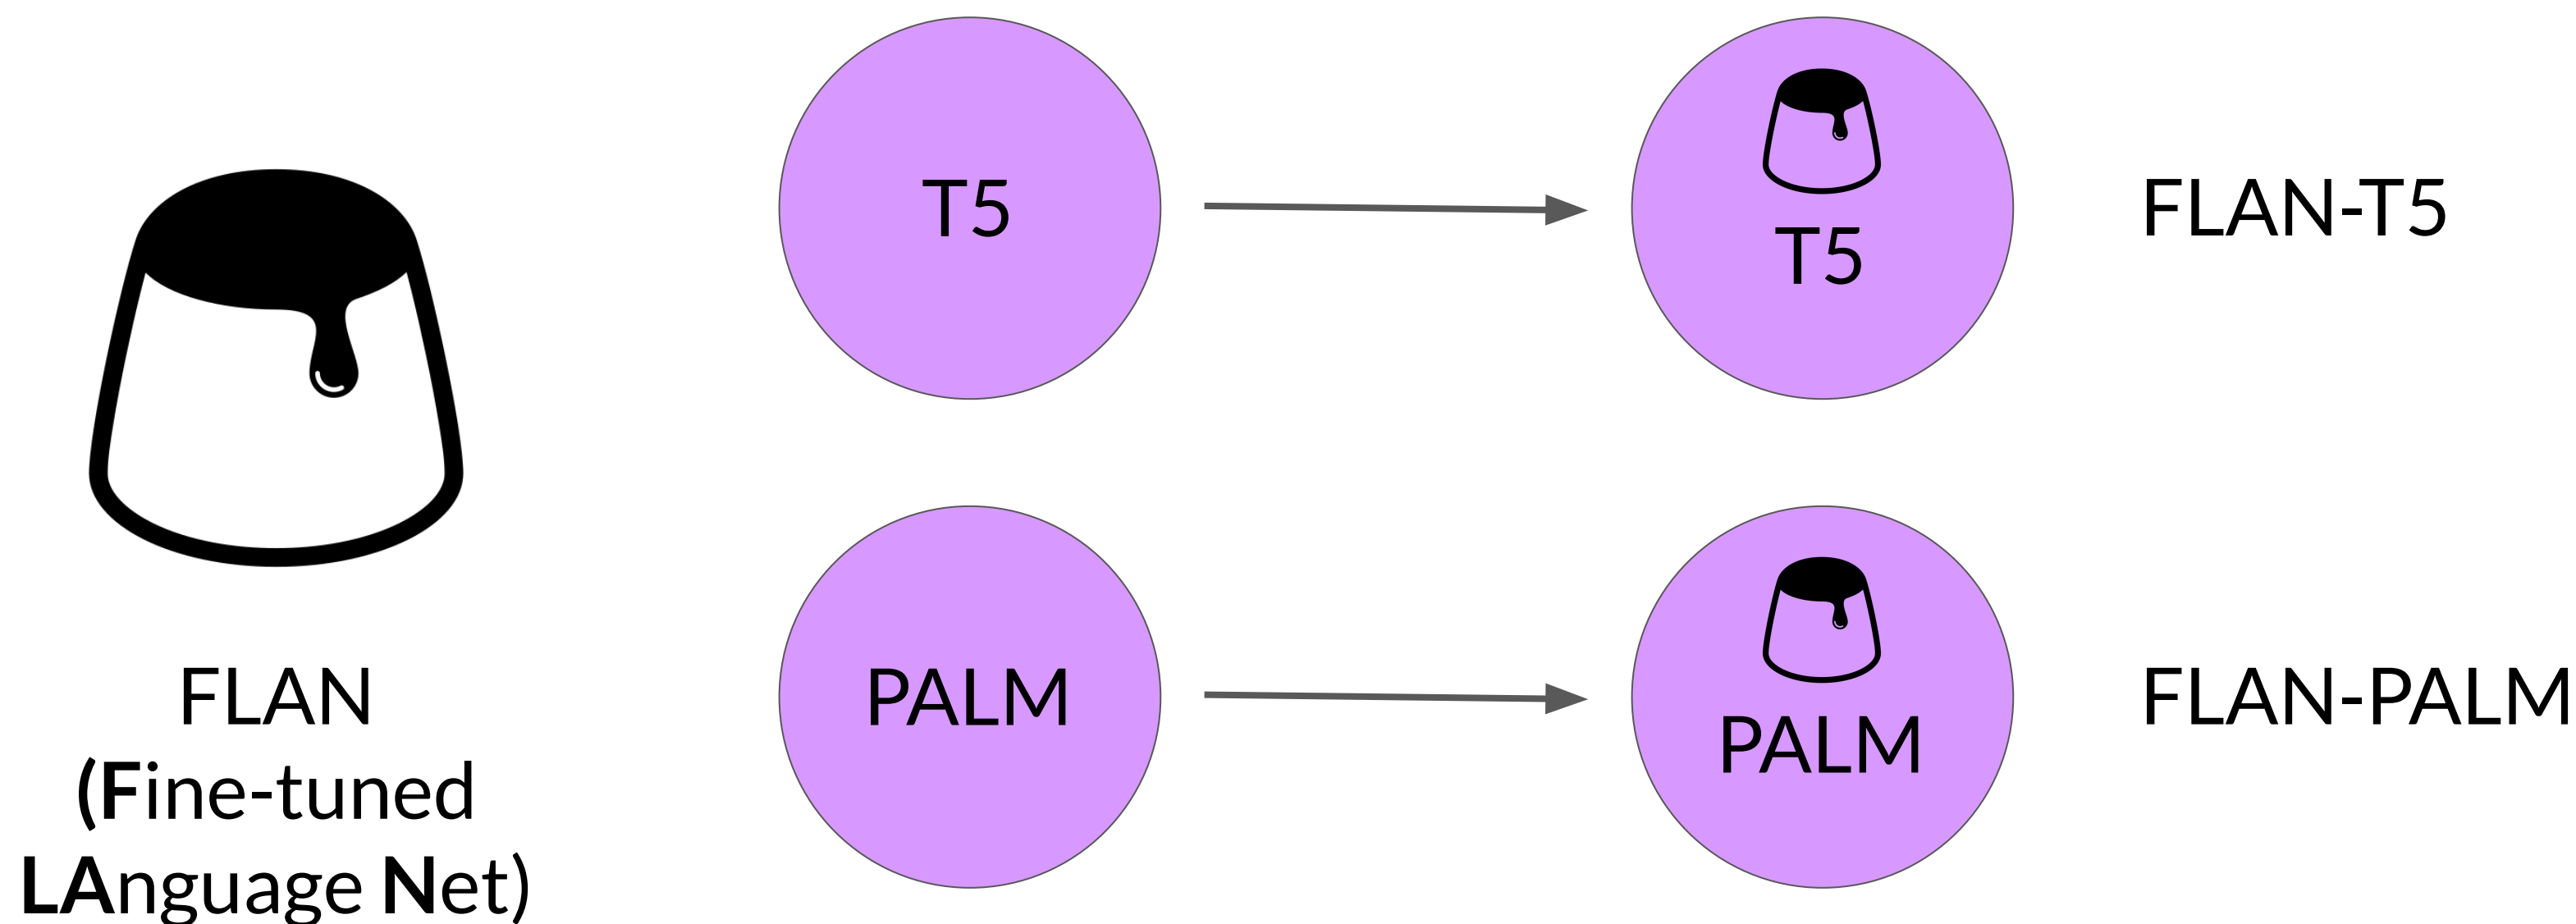 T5
T5
FLAN-T5
FLAN
(Fine-tuned
LAnguage Net)
PALM
PALM
FLAN-PALM